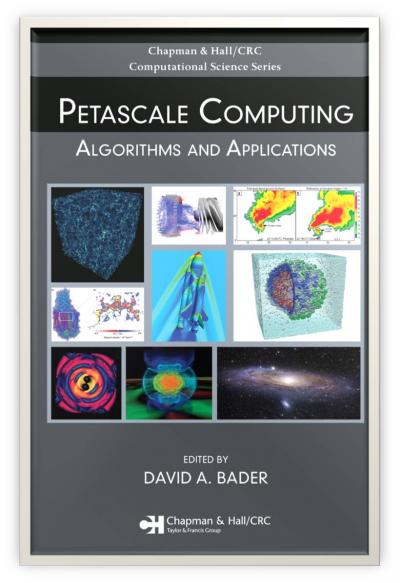 Chapman & Hall/CRC
Computational Science Series
PETASCALE COMPUTING
ALGORITHMS AND APPLICATIONS
EDITED BY
DAVID A. BADER
CH Chapman & Hall/CRC
Taylor & Francis Group